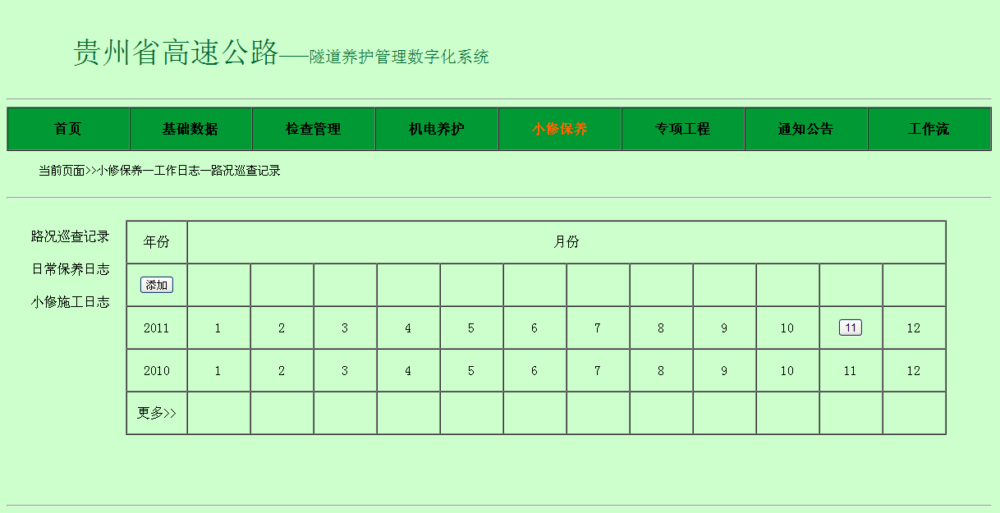 贵州省高速公路——隧道养护管理数字化系统
首页 基础数据 检查管理 机电养护 小修保养 专项工程 通知公告 工作流
当前页面>>小修保养—工作日志—路况巡查记录
路况巡查记录
日常保养日志
小修施工日志
年份 月份
添加
2011 1 2 3 4 5 6 7 8 9 10 11 12
2010 1 2 3 4 5 6 7 8 9 10 11 12
更多>>